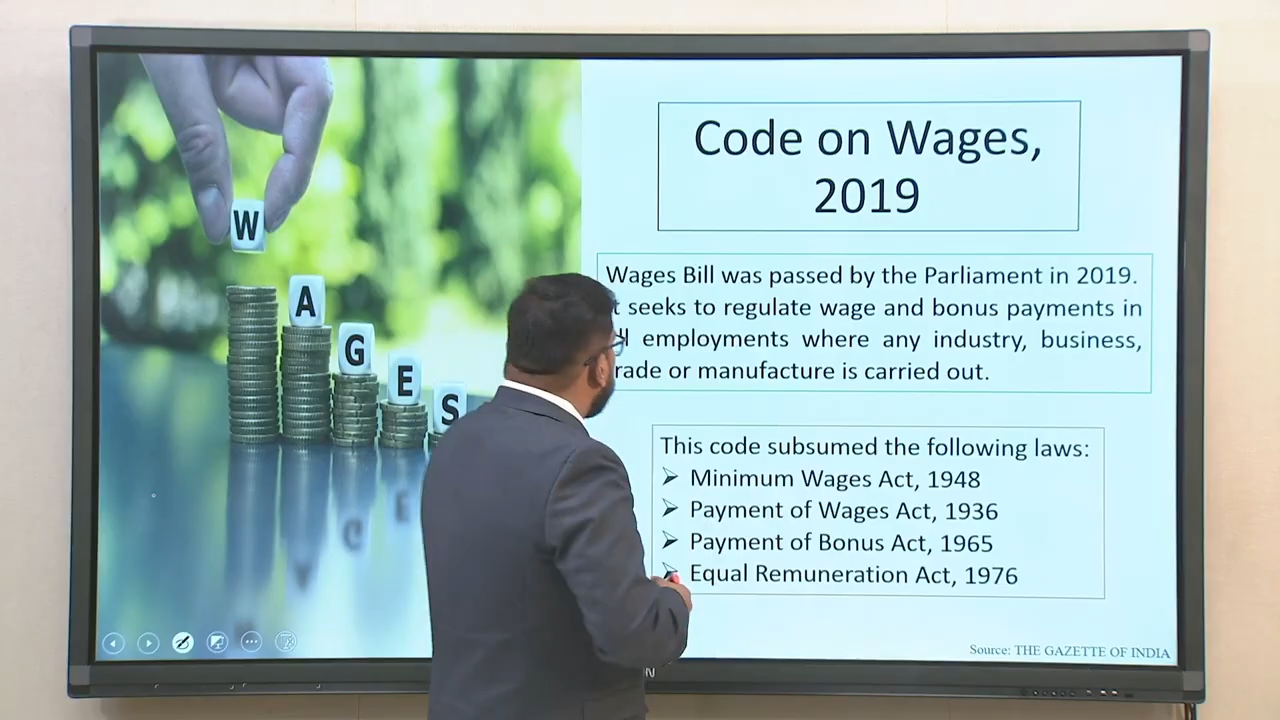 Code on Wages,
2019
W
A
G
E
S
Wages Bill was passed by the Parliament in 2019.
seeks to regulate wage and bonus payments in
employments where any industry, business,
or manufacture is carried out.
This code subsumed the following laws:
➢ Minimum Wages Act, 1948
➢ Payment of Wages Act, 1936
➢ Payment of Bonus Act, 1965
➢ Equal Remuneration Act, 1976
Source: THE GAZETTE OF INDIA